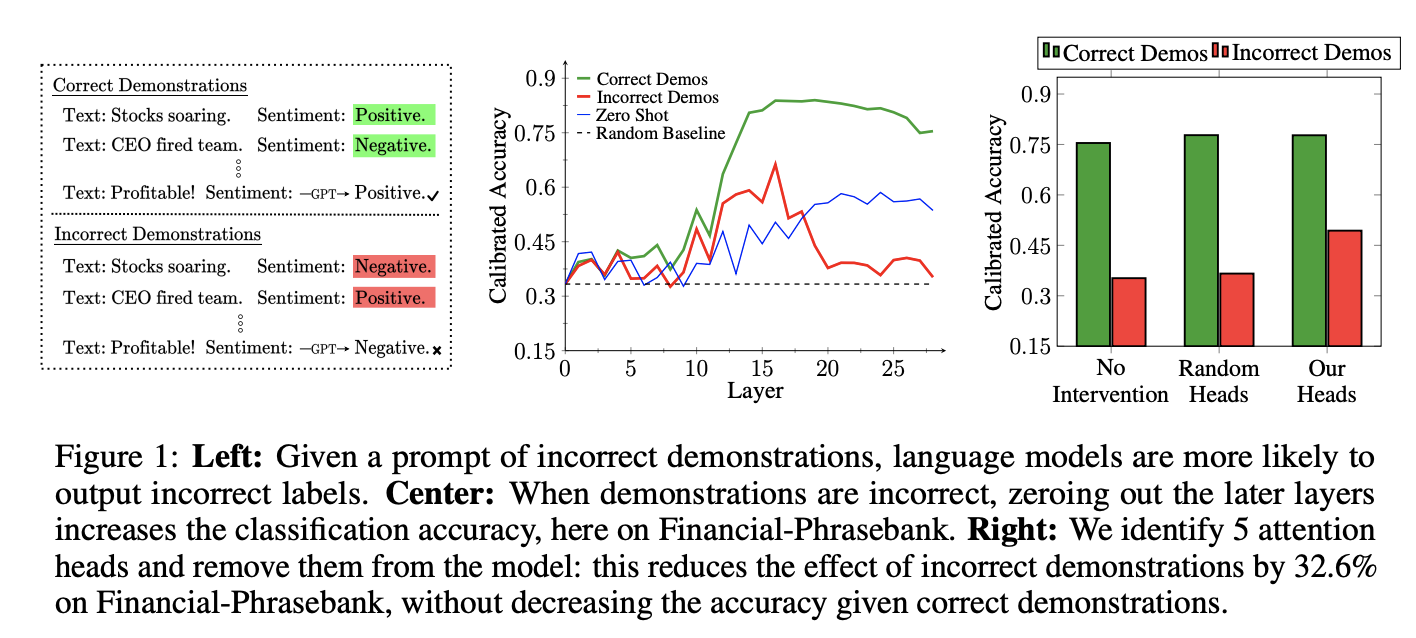 Correct Demonstrations
Text: Stocks soaring. Sentiment: Positive.
Text: CEO fired team. Sentiment: Negative.
Text: Profitable! Sentiment: —GPT→ Positive.✓
Incorrect Demonstrations
Text: Stocks soaring. Sentiment: Negative.
Text: CEO fired team. Sentiment: Positive.
Text: Profitable! Sentiment: —GPT→ Negative.✗
Calibrated Accuracy
0.9
0.75
0.6
0.45
0.3
0.15
Correct Demos
Incorrect Demos
Zero Shot
Random Baseline
0 5 10 15 20 25
Layer
Correct Demos Incorrect Demos
Calibrated Accuracy
0.9
0.75
0.6
0.45
0.3
0.15
No Random Our
Intervention Heads Heads
Figure 1: Left: Given a prompt of incorrect demonstrations, language models are more likely to
output incorrect labels. Center: When demonstrations are incorrect, zeroing out the later layers
increases the classification accuracy, here on Financial-Phrasebank. Right: We identify 5 attention
heads and remove them from the model: this reduces the effect of incorrect demonstrations by 32.6%
on Financial-Phrasebank, without decreasing the accuracy given correct demonstrations.